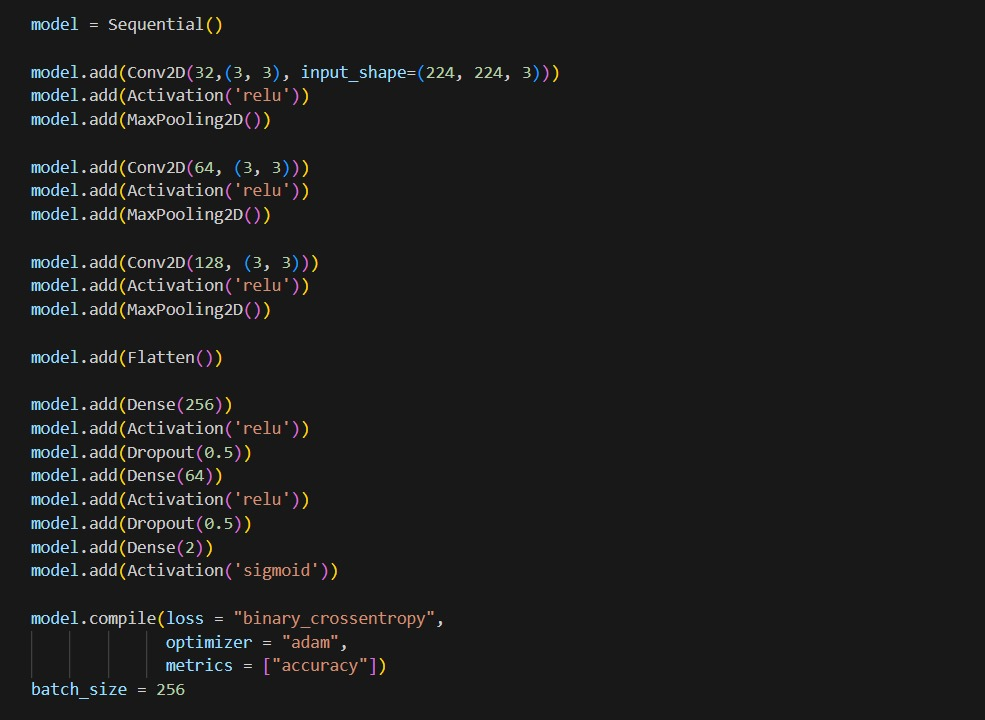 model = Sequential()
model.add(Conv2D(32,(3, 3), input_shape=(224, 224, 3)))
model.add(Activation('relu'))
model.add(MaxPooling2D())
model.add(Conv2D(64, (3, 3)))
model.add(Activation('relu'))
model.add(MaxPooling2D())
model.add(Conv2D(128, (3, 3)))
model.add(Activation('relu'))
model.add(MaxPooling2D())
model.add(Flatten())
model.add(Dense(256))
model.add(Activation('relu'))
model.add(Dropout(0.5))
model.add(Dense(64))
model.add(Activation('relu'))
model.add(Dropout(0.5))
model.add(Dense(2))
model.add(Activation('sigmoid'))
model.compile(loss = "binary_crossentropy",
optimizer = "adam",
metrics = ["accuracy"])
batch_size = 256